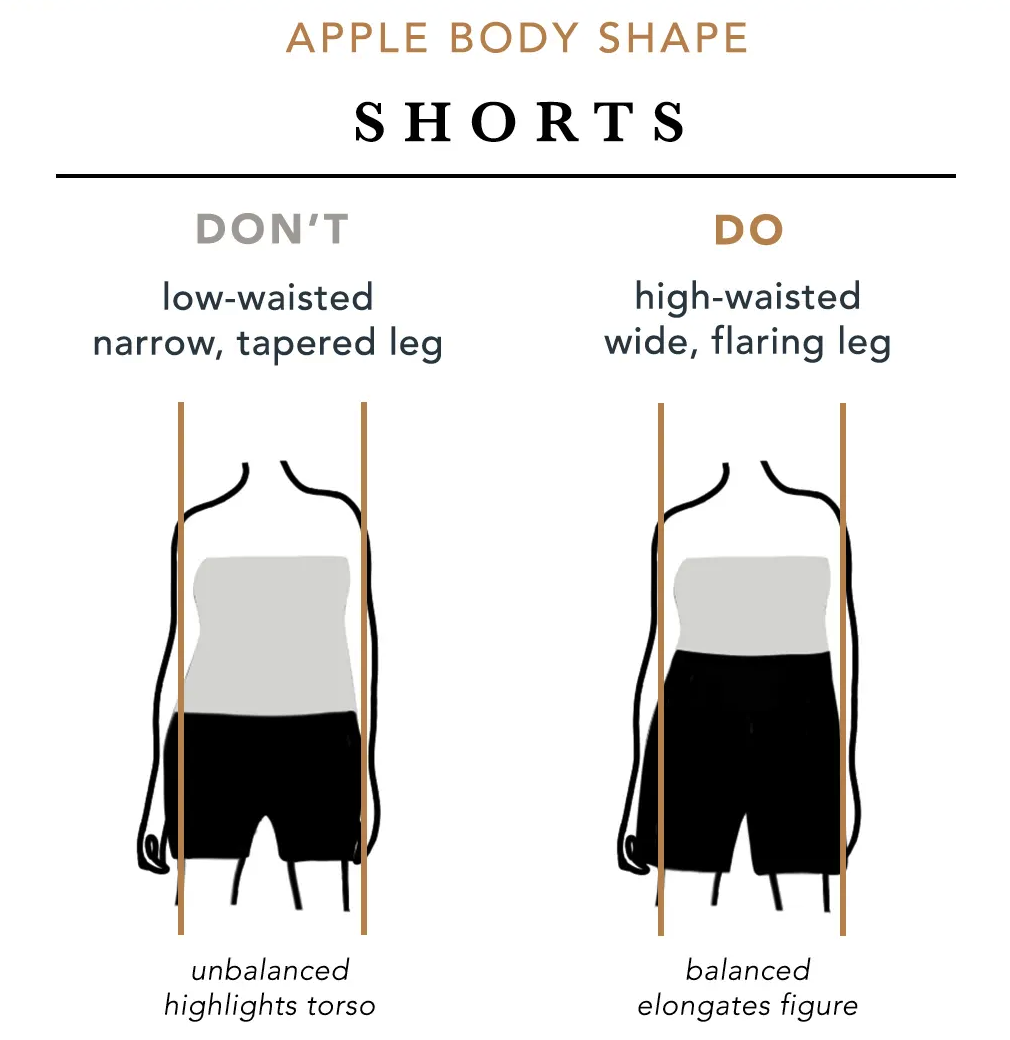 APPLE BODY SHAPE
SHORTS
DON'T
low-waisted
narrow, tapered leg
DO
high-waisted
wide, flaring leg
unbalanced
highlights torso
balanced
elongates figure